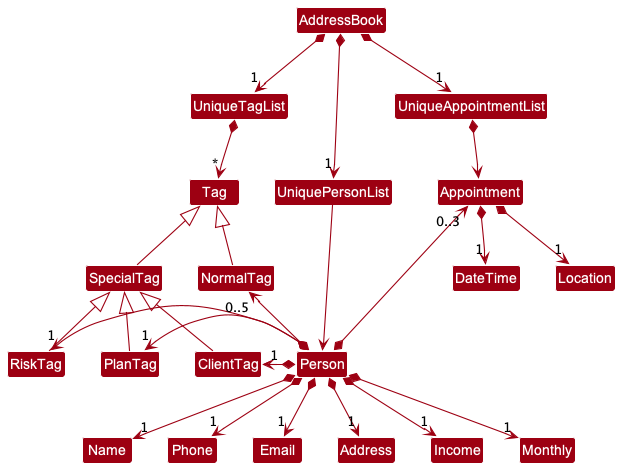 AddressBook
1
1
UniqueTagList
UniqueAppointmentList
*
1
Tag
UniquePersonList
Appointment
0..3
1
1
SpecialTag
NormalTag
DateTime
Location
0..5
1
1
1
RiskTag
PlanTag
ClientTag
Person
1
1
1
1
1
1
Name
Phone
Email
Address
Income
Monthly